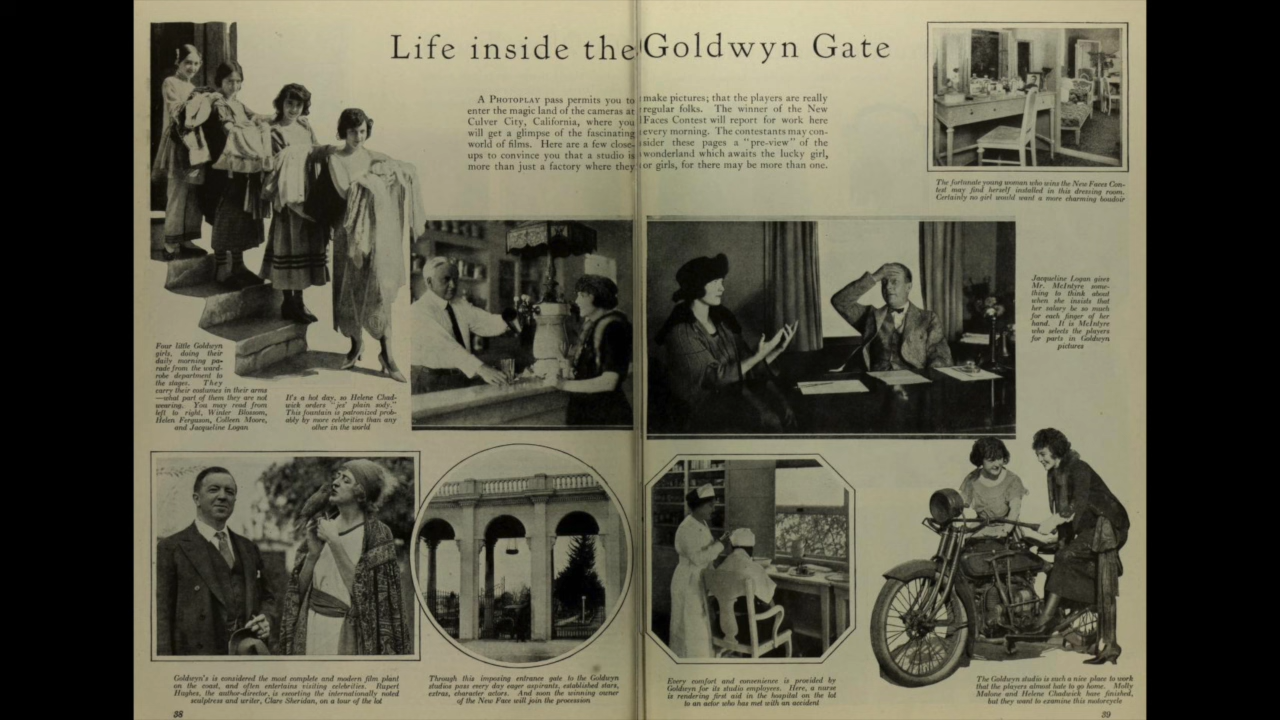 Life inside the Goldwyn Gate
A PHOTOPLAY pass permits you to
enter the magic land of the cameras at
Culver City, California, where you
will get a glimpse of the fascinating
world of films. Here are a few close-
ups to convince you that a studio is
more than just a factory where they
make pictures; that the players are really
regular folks. The winner of the New
Faces Contest will report for work here
every morning. The contestants may con-
sider these pages a "pre-view" of the
wonderland which awaits the lucky girl,
or girls, for there may be more than one.
The fortunate young woman who wins the New Faces Con-
test may find herself installed in this dressing room.
Certainly no girl would want a more charming boudoir
Jacqueline Logan gives
Mr. McIntyre some-
thing to think about
when she insists that
her salary be so much
for each finger of her
hand. It is McIntyre
who selects the players
for parts in Goldwyn
pictures
Four little Goldwyn
girls, doing their
daily morning pa-
rade from the ward-
robe department to
the stages. They
carry their costumes in their arms
—what part of them they are not
wearing. You may read from
left to right, Winter Blossom,
Helen Ferguson, Colleen Moore,
and Jacqueline Logan
It's a hot day, so Helene Chad-
wick orders "jes' plain sody."
This fountain is patronized prob-
ably by more celebrities than any
other in the world
Goldwyn's is considered the most complete and modern film plant
on the coast, and often entertains visiting celebrities. Rupert
Hughes, the author-director, is escorting the internationally noted
sculptress and writer, Clare Sheridan, on a tour of the lot
Through this imposing entrance gate to the Goldwyn
studios pass every day eager aspirants, established stars,
extras, character actors. And soon the winning owner
of the New Face will join the procession
Every comfort and convenience is provided by
Goldwyn for its studio employees. Here, a nurse
is rendering first aid in the hospital on the lot
to an actor who has met with an accident
The Goldwyn studio is such a nice place to work
that the players almost hate to go home. Molly
Malone and Helene Chadwick have finished,
but they want to examine this motorcycle
38
39